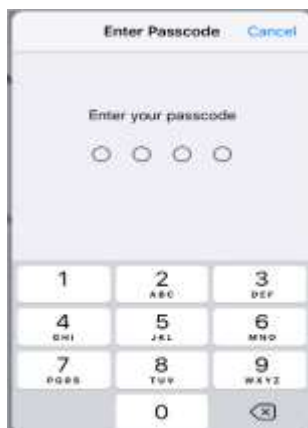 Enter Passcode Cancel
Enter your passcode
1 2 3
ABC DEF
4 5 6
GHI JKL MNO
7 8 9
PQRS TUV WXYZ
0